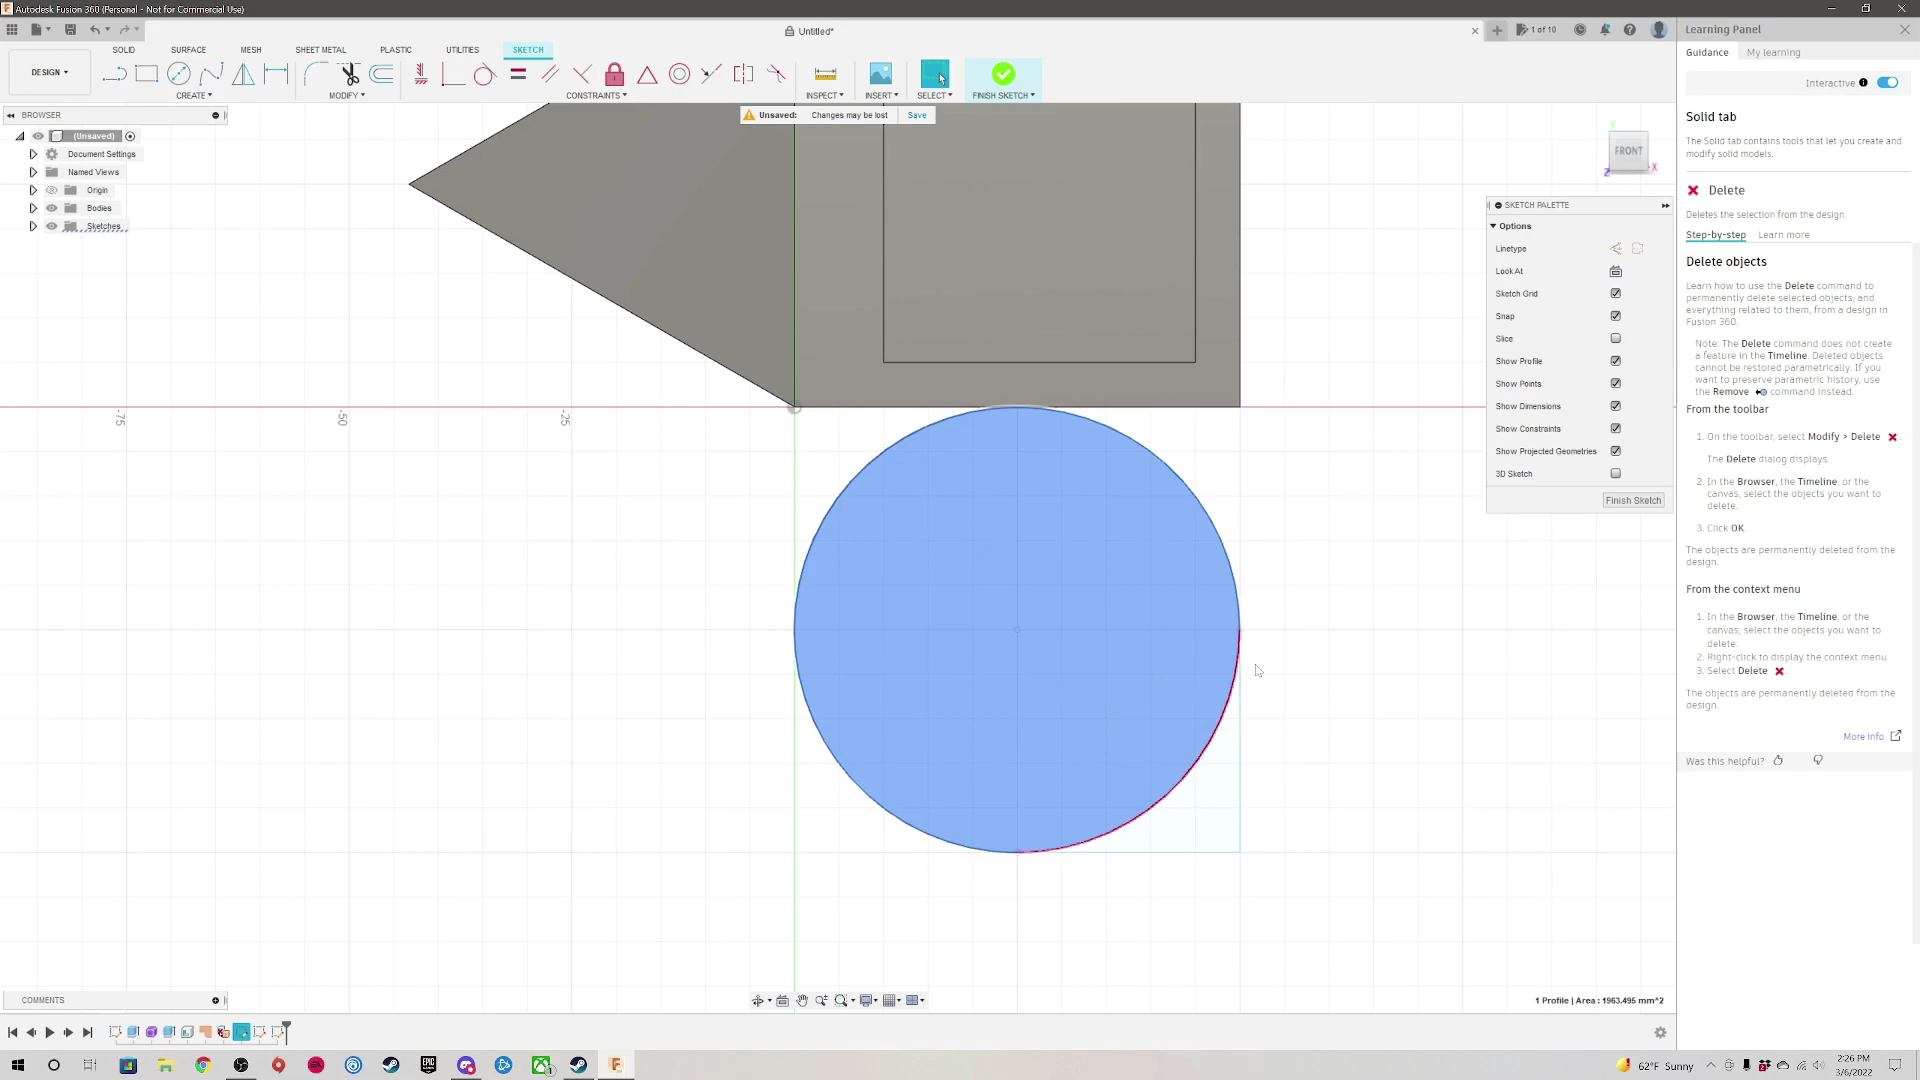 Autodesk Fusion 360 (Personal - Not for Commercial Use)
Untitled*
1 of 10
SOLID
SURFACE
MESH
SHEET METAL
PLASTIC
UTILITIES
SKETCH
DESIGN
CREATE
MODIFY
CONSTRAINTS
INSPECT
INSERT
SELECT
FINISH SKETCH
BROWSER
(Unsaved)
Document Settings
Named Views
Origin
Bodies
Sketches
Unsaved: Changes may be lost Save
FRONT
Y
X
Z
-75
-50
-25
SKETCH PALETTE
Options
Linetype
Look At
Sketch Grid
Snap
Slice
Show Profile
Show Points
Show Dimensions
Show Constraints
Show Projected Geometries
3D Sketch
Finish Sketch
Learning Panel
Guidance
My learning
Interactive
Solid tab
The Solid tab contains tools that let you create and
modify solid models.
Delete
Deletes the selection from the design.
Step-by-step
Learn more
Delete objects
Learn how to use the Delete command to
permanently delete selected objects, and
everything related to them, from a design in
Fusion 360.
Note: The Delete command does not create
a feature in the Timeline. Deleted objects
cannot be restored parametrically. If you
want to preserve parametric history, use
the Remove command instead.
From the toolbar
1. On the toolbar, select Modify > Delete .
The Delete dialog displays.
2. In the Browser, the Timeline, or the
canvas, select the objects you want to
delete.
3. Click OK.
The objects are permanently deleted from the
design.
From the context menu
1. In the Browser, the Timeline, or the
canvas, select the objects you want to
delete.
2. Right-click to display the context menu.
3. Select Delete .
The objects are permanently deleted from the
design.
More info
Was this helpful?
COMMENTS
1 Profile | Area : 1963.495 mm^2
EPIC
62°F Sunny
2:26 PM
3/6/2022